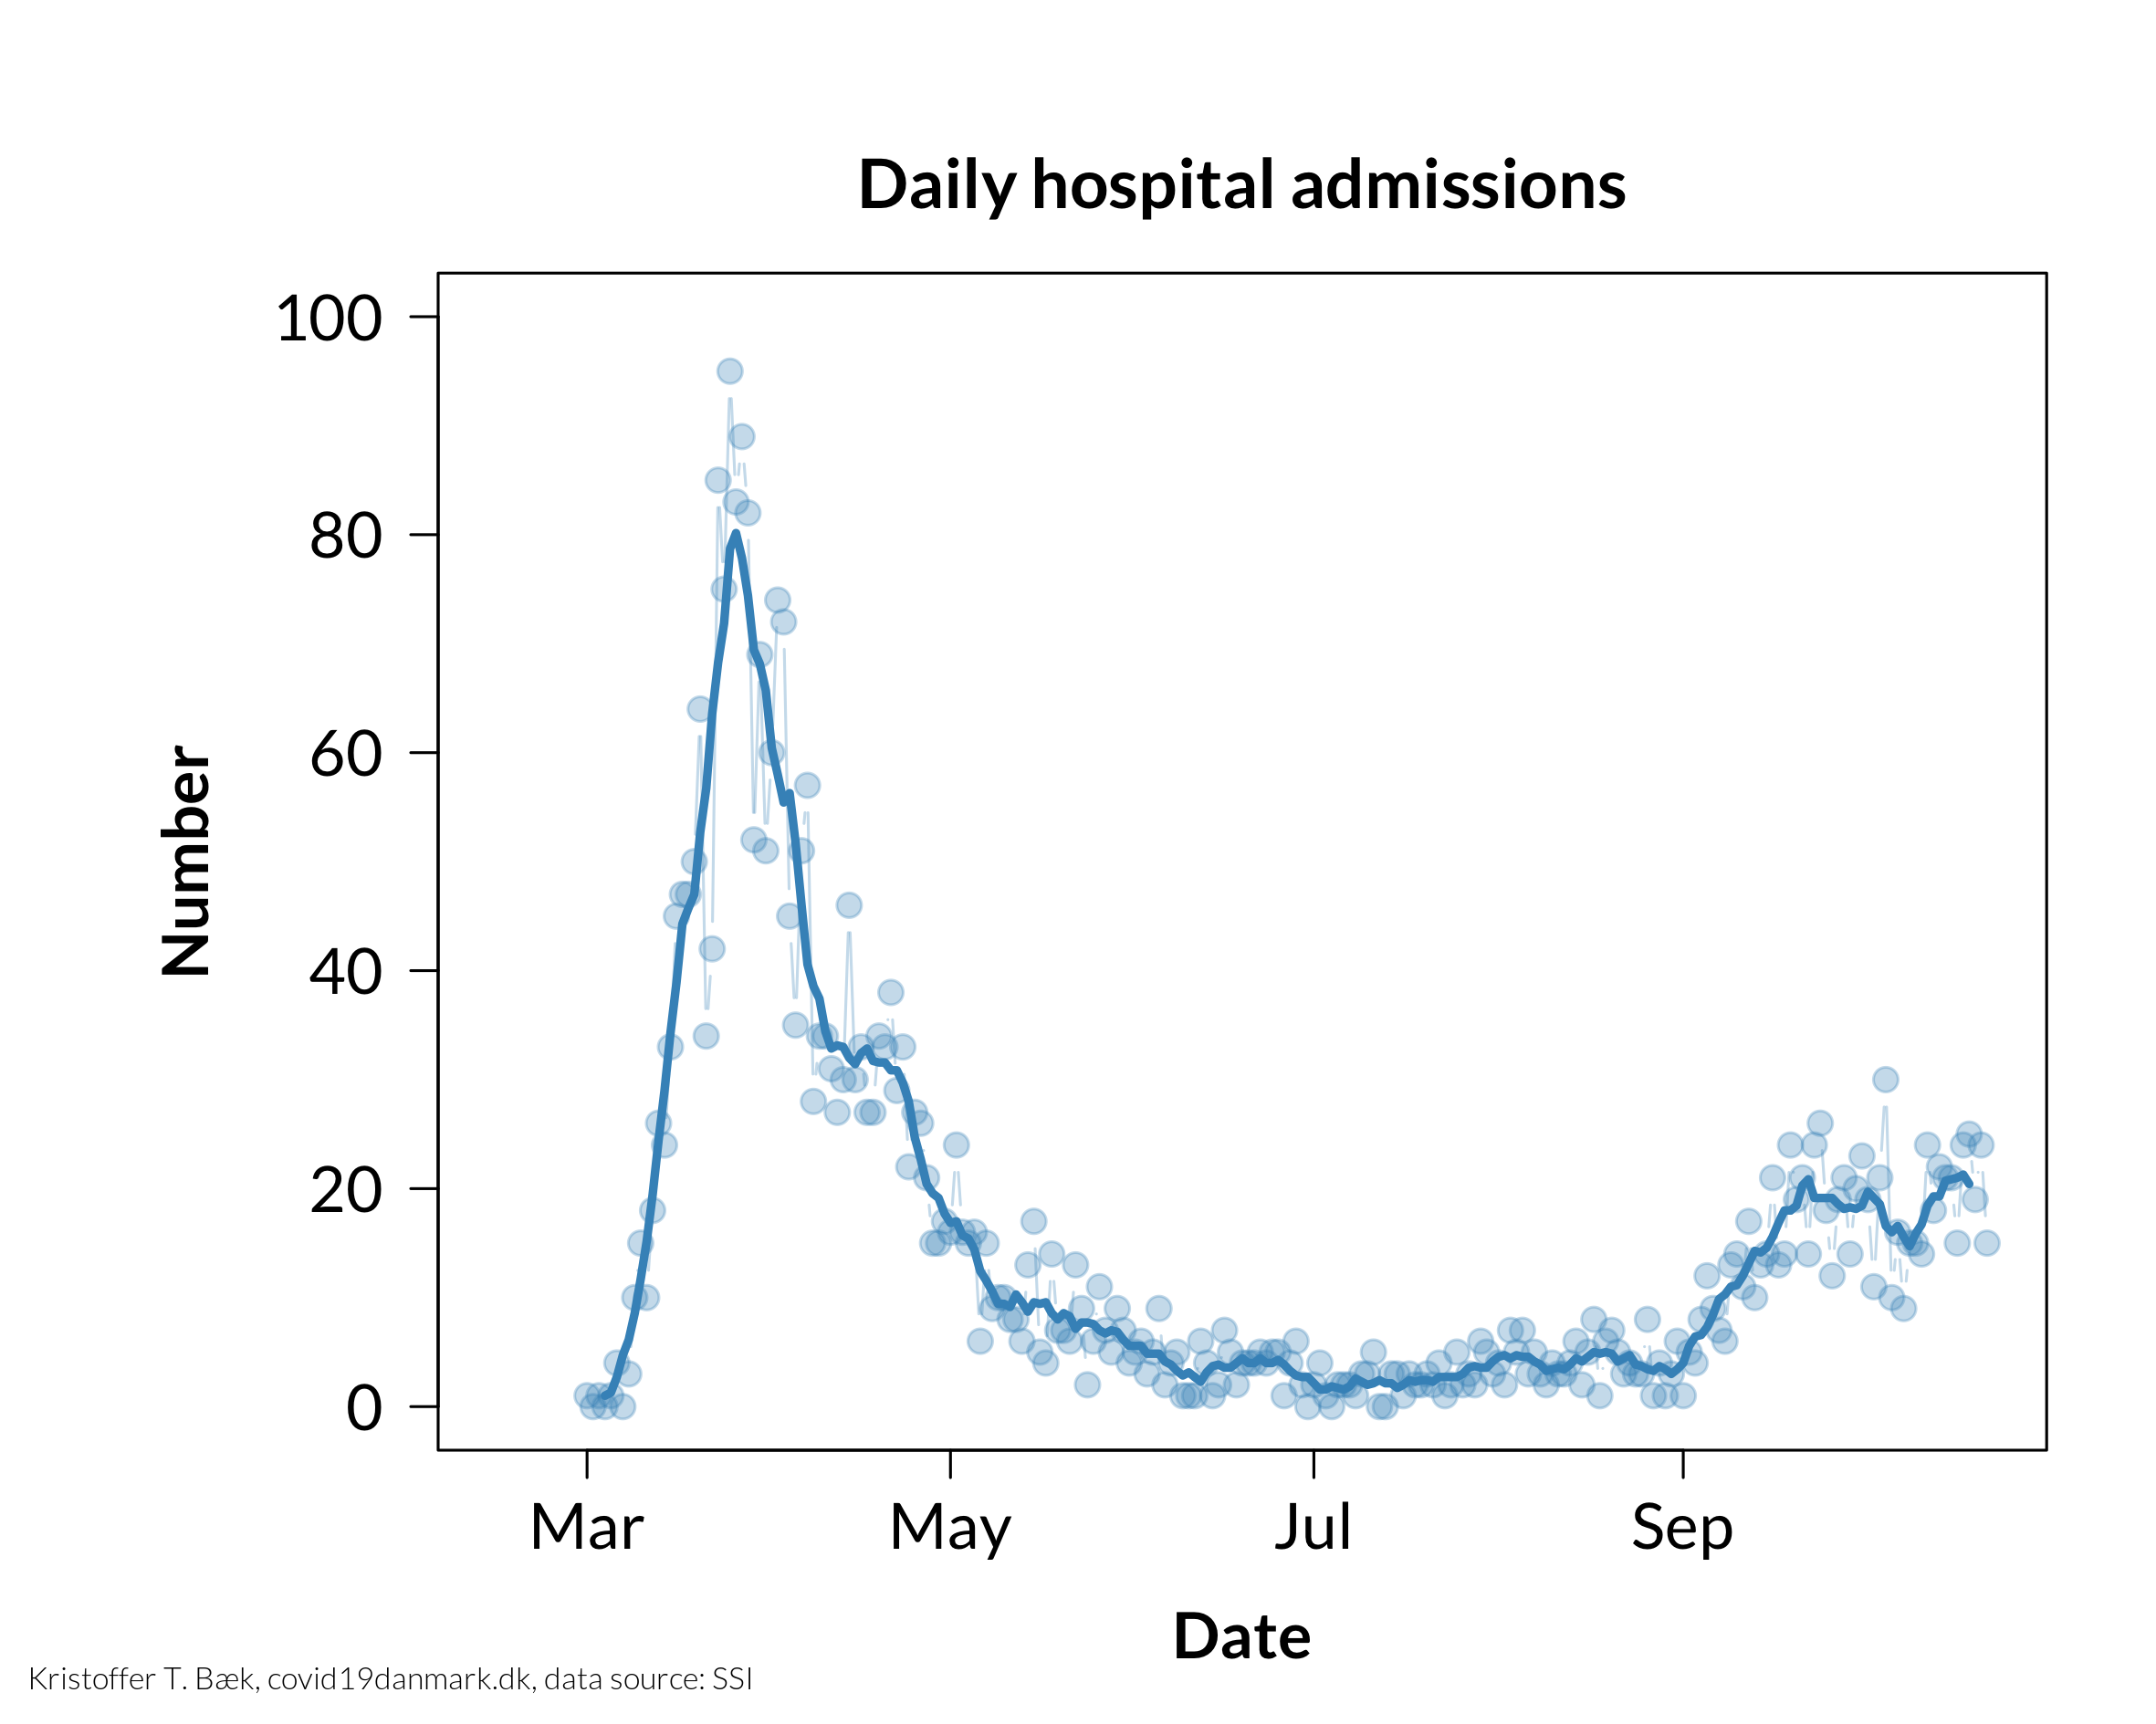 Daily hospital admissions
100
80
60
40
20
0
Number
Mar May Jul Sep
Date
Kristoffer T. Bæk, covid19danmark.dk, data source: SSI